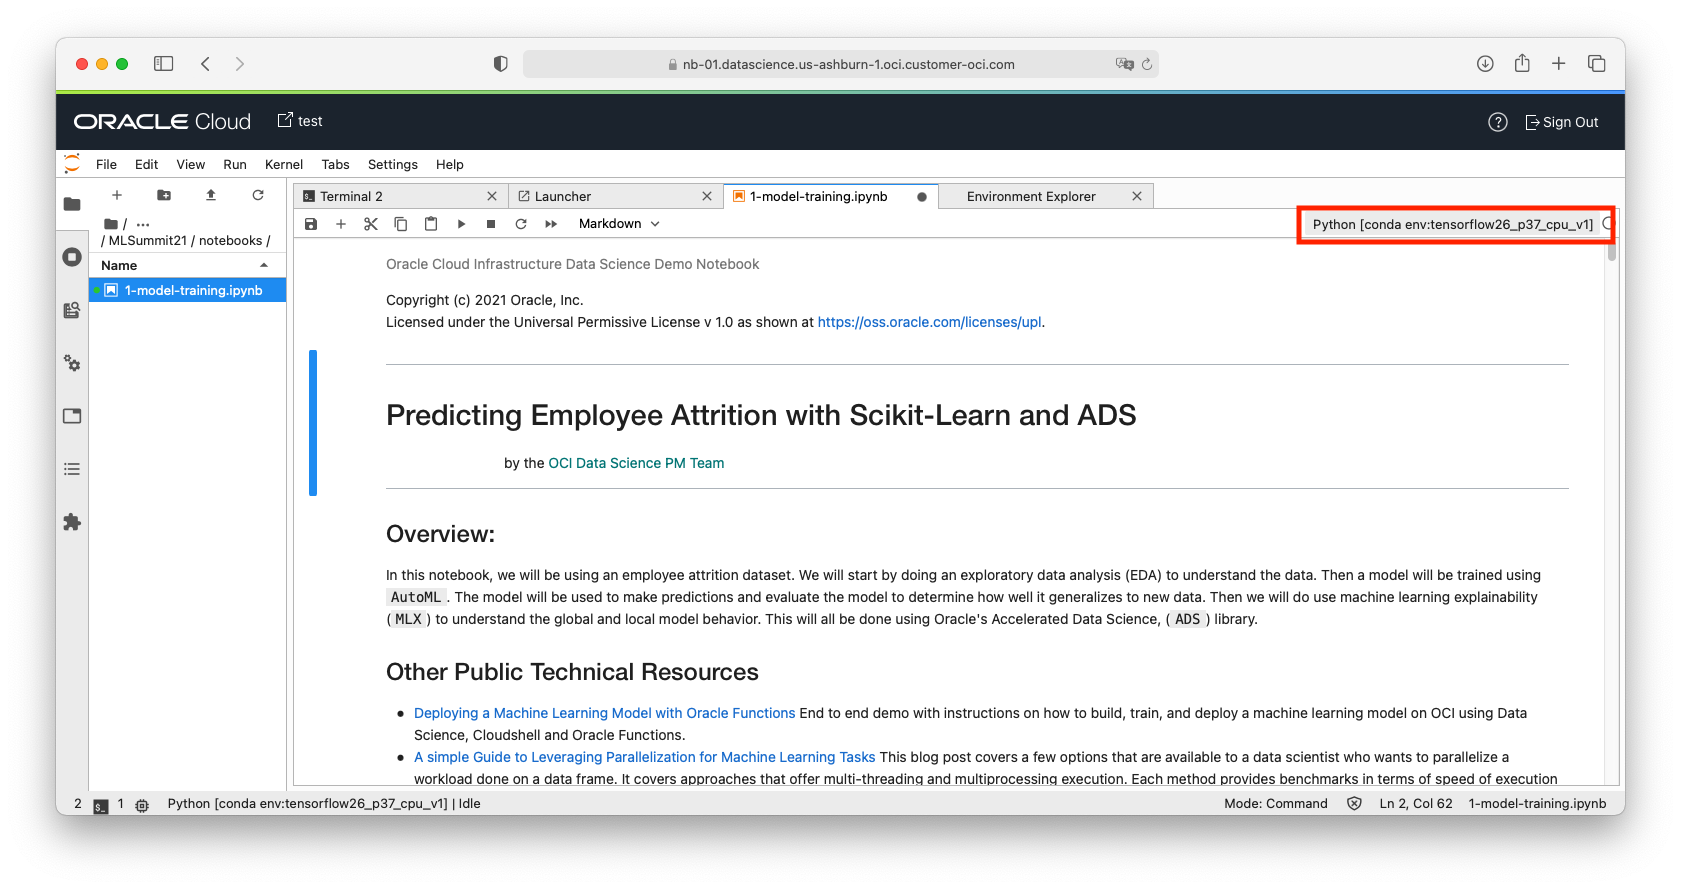 nb-01.datascience.us-ashburn-1.oci.customer-oci.com
ORACLE Cloud test
Sign Out
File Edit View Run Kernel Tabs Settings Help
Terminal 2 Launcher 1-model-training.ipynb Environment Explorer
/ ...
/ MLSummit21 / notebooks /
Markdown
Python [conda env:tensorflow26_p37_cpu_v1]
Name
1-model-training.ipynb
Oracle Cloud Infrastructure Data Science Demo Notebook
Copyright (c) 2021 Oracle, Inc.
Licensed under the Universal Permissive License v 1.0 as shown at https://oss.oracle.com/licenses/upl.
Predicting Employee Attrition with Scikit-Learn and ADS
by the OCI Data Science PM Team
Overview:
In this notebook, we will be using an employee attrition dataset. We will start by doing an exploratory data analysis (EDA) to understand the data. Then a model will be trained using
AutoML . The model will be used to make predictions and evaluate the model to determine how well it generalizes to new data. Then we will do use machine learning explainability
( MLX ) to understand the global and local model behavior. This will all be done using Oracle's Accelerated Data Science, ( ADS ) library.
Other Public Technical Resources
• Deploying a Machine Learning Model with Oracle Functions End to end demo with instructions on how to build, train, and deploy a machine learning model on OCI using Data
Science, Cloudshell and Oracle Functions.
• A simple Guide to Leveraging Parallelization for Machine Learning Tasks This blog post covers a few options that are available to a data scientist who wants to parallelize a
workload done on a data frame. It covers approaches that offer multi-threading and multiprocessing execution. Each method provides benchmarks in terms of speed of execution
2 1 Python [conda env:tensorflow26_p37_cpu_v1] | Idle Mode: Command Ln 2, Col 62 1-model-training.ipynb